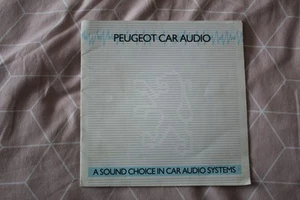 PEUGEOT CAR AUDIO
A SOUND CHOICE IN CAR AUDIO SYSTEMS